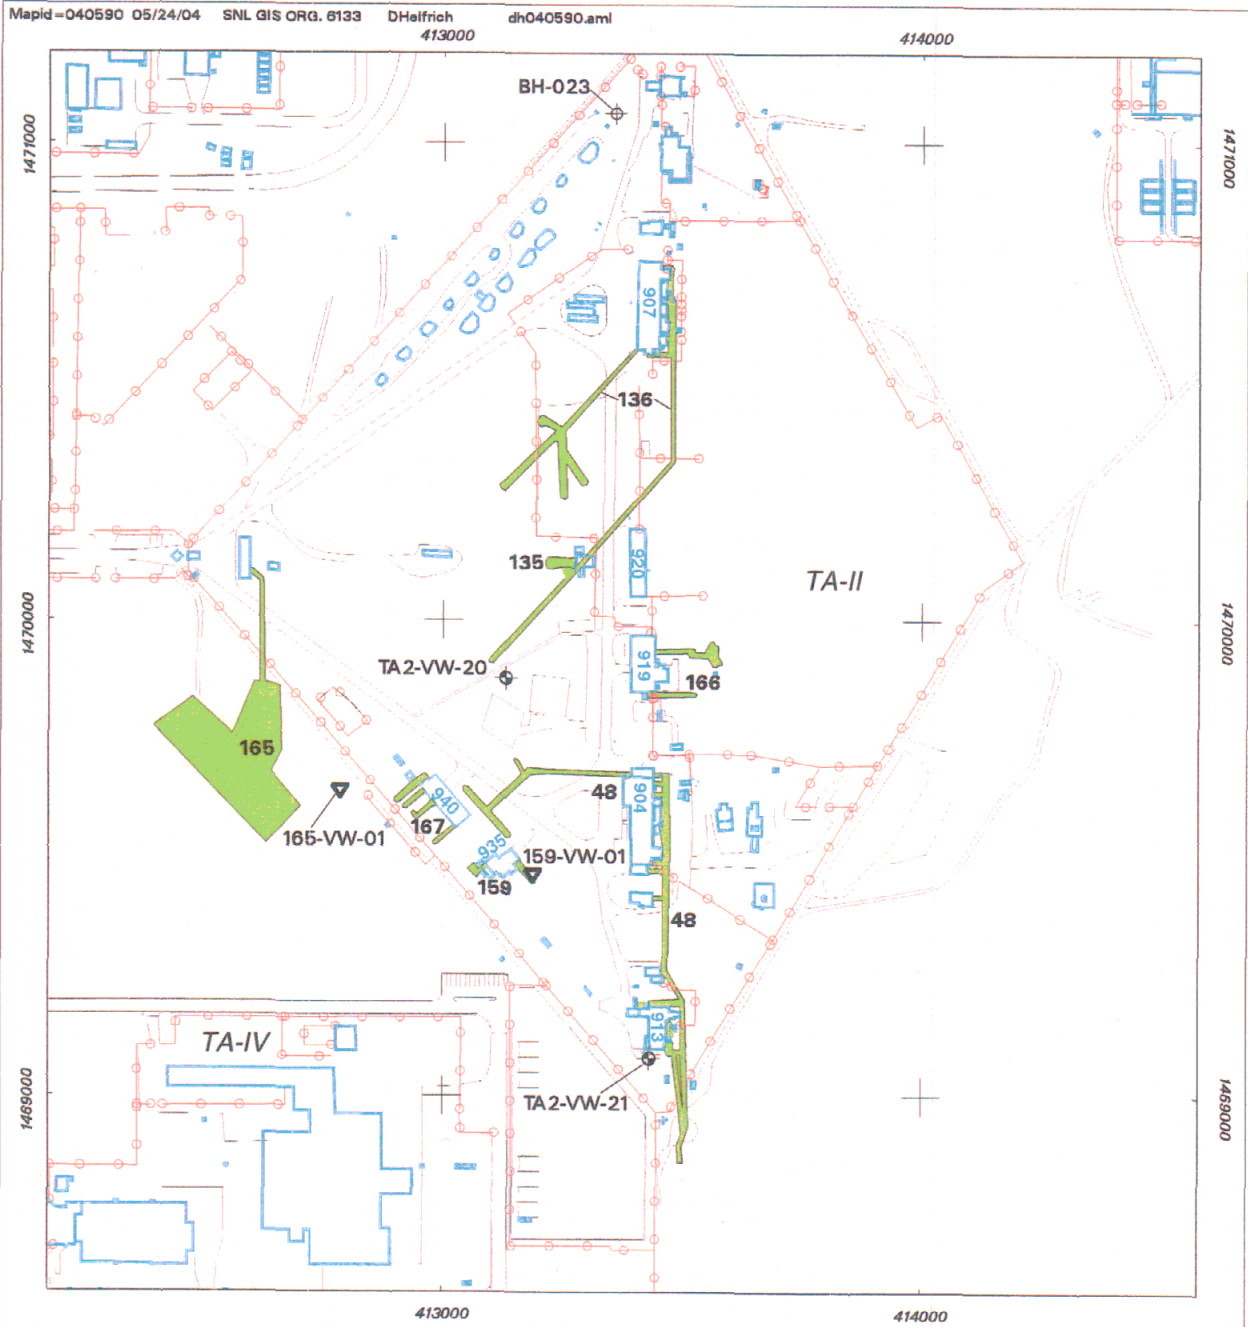 Mapid=040590 05/24/04 SNL GIS ORG. 6133 DHelfrich dh040590.aml
413000 414000
BH-023
1471000 1471000
907
136
135
920
TA-II
1470000 1470000
TA2-VW-20
919
166
165
940
48
904
165-VW-01
167
935
159-VW-01
159
48
913
TA-IV
TA2-VW-21
1469000 1469000
413000 414000